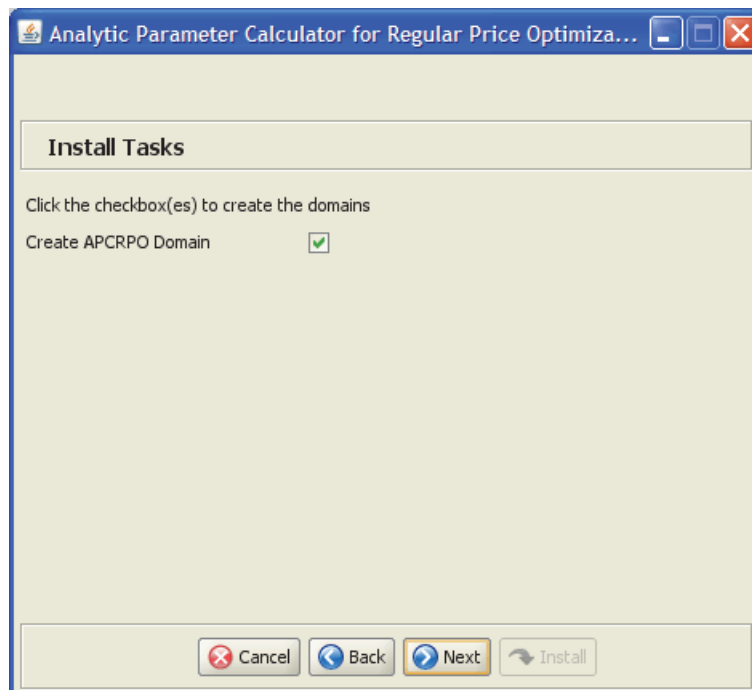 Analytic Parameter Calculator for Regular Price Optimiza...
Install Tasks
Click the checkbox(es) to create the domains
Create APCRPO Domain
Cancel Back Next Install